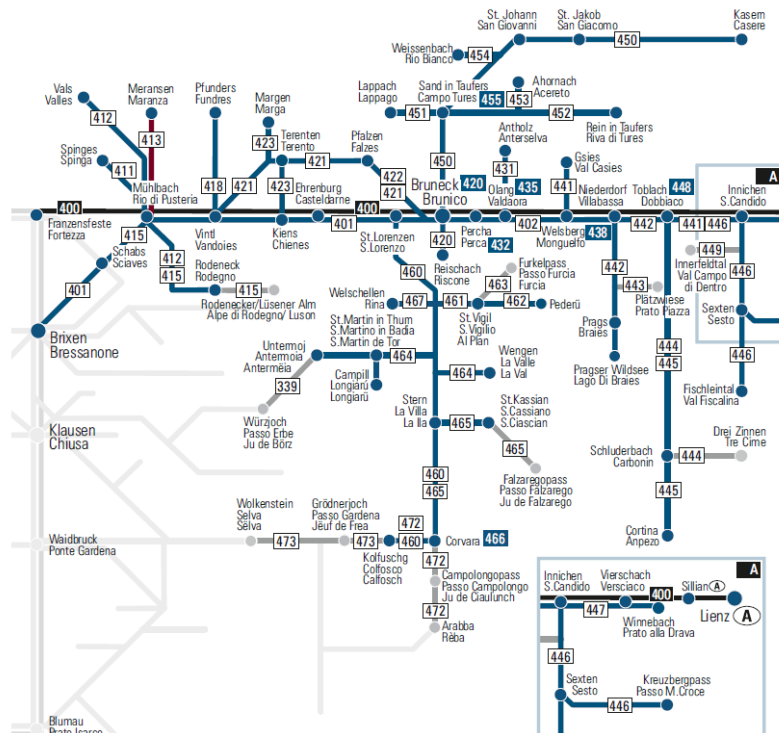 St. Johann
San Giovanni
St. Jakob
San Giacomo
Kasern
Casere
Weissenbach
Rio Bianco
454
450
Vals
Valles
Meransen
Maranza
Pfunders
Fundres
Margen
Marga
Lappach
Lappago
Sand in Taufers
Campo Tures
455
Ahornach
Acereto
453
451
452
Rein in Taufers
Riva di Tures
412
413
Spinges
Spinga
411
423
Terenten
Terento
421
Pfalzen
Falzes
422
421
450
Antholz
Anterselva
431
Gsies
Val Casies
441
Mühlbach
Rio di Pusteria
418
421
423
Ehrenburg
Casteldarne
Bruneck
Brunico
420
Olang
Valdaora
435
Niederdorf
Villabassa
Toblach
Dobbiaco
448
A
Innichen
S.Candido
400
400
401
402
442
441
446
Franzensfeste
Fortezza
415
Schabs
Sciaves
Vintl
Vandoies
Kiens
Chienes
St.Lorenzen
S.Lorenzo
420
Percha
Perca
432
Welsberg
Monguelfo
438
449
Innerfeldtal
Val Campo
di Dentro
446
412
415
Rodeneck
Rodegno
415
Rodenecker/Lüsener Alm
Alpe di Rodengo/ Luson
401
460
Reischach
Riscone
Furkelpass
Passo Furcia
Furcia
463
442
443
Plätzwiese
Prato Piazza
Welschellen
Rina
467
461
462
Pederü
St.Vigil
S.Vigilio
Al Plan
Prags
Braies
Sexten
Sesto
Brixen
Bressanone
St.Martin in Thurn
S.Martino in Badia
S.Martin de Tor
Untermoj
Antermoia
Antermëia
464
Wengen
La Valle
La Val
464
444
445
446
Pragser Wildsee
Lago Di Braies
339
Campill
Longiarù
Longiarü
Fischleintal
Val Fiscalina
Würzjoch
Passo Erbe
Ju de Börz
Stern
La Villa
La Ila
465
St.Kassian
S.Cassiano
S.Ciascian
465
Klausen
Chiusa
Drei Zinnen
Tre Cime
Schluderbach
Carbonin
444
460
465
Falzaregopass
Passo Falzarego
Ju de Falzarego
445
Wolkenstein
Selva
Sëlva
Grödnerjoch
Passo Gardena
Jëuf de Frea
472
473
473
460
Corvara
466
Cortina
Anpezo
Waidbruck
Ponte Gardena
Kolfuschg
Colfosco
Calfosch
472
Campolongopass
Passo Campolongo
Ju de Ciaulunch
472
Arabba
Rèba
A
Innichen
S.Candido
Vierschach
Versciaco
400
Sillian A
447
Winnebach
Prato alla Drava
Lienz A
446
Sexten
Sesto
Kreuzbergpass
Passo M.Croce
446
Blumau
Prato Isarco